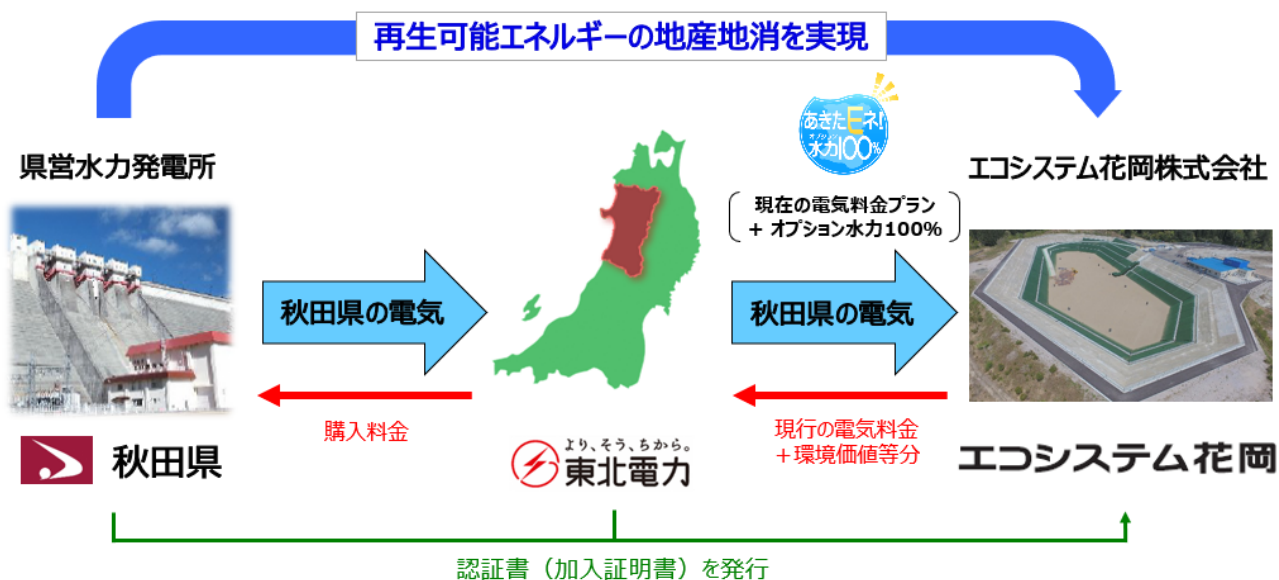 再生可能エネルギーの地産地消を実現
あきたEネ!
オプション
水力100%
県営水力発電所
エコシステム花岡株式会社
現在の電気料金プラン
+ オプション水力100%
秋田県の電気
秋田県の電気
購入料金
現行の電気料金
+環境価値等分
秋田県
より、そう、ちから。
東北電力
エコシステム花岡
認証書（加入証明書）を発行